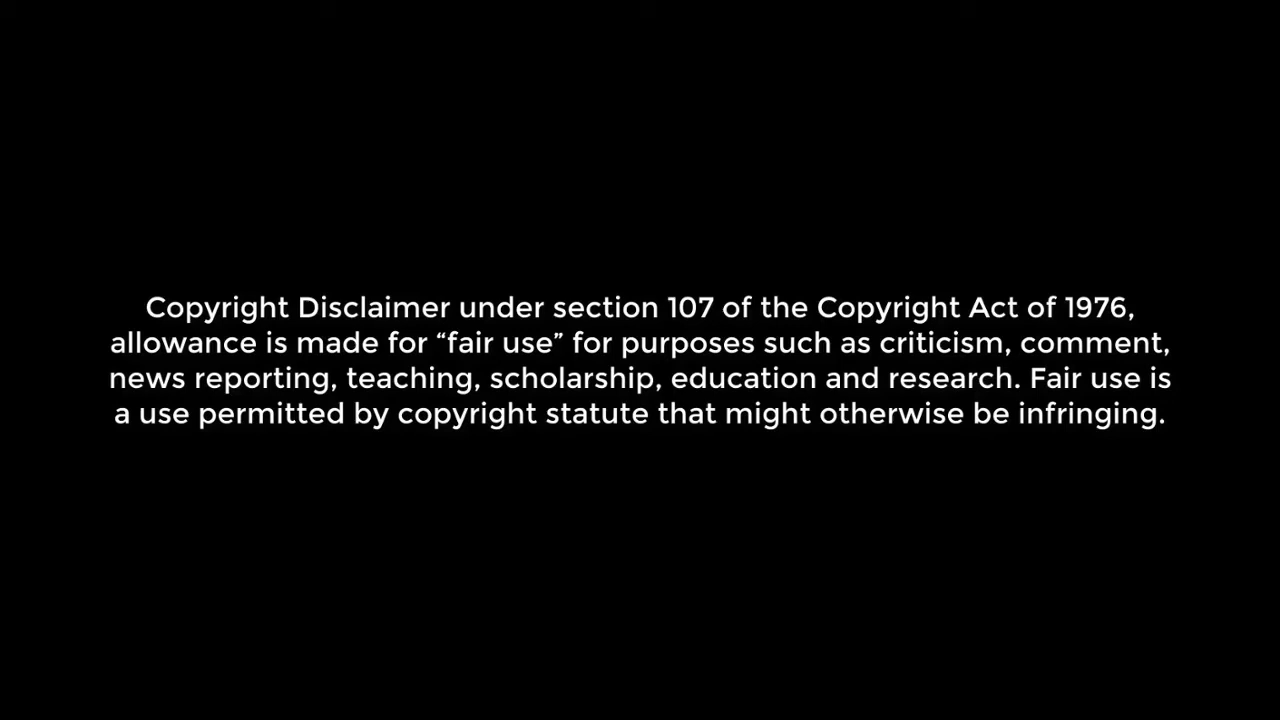 Copyright Disclaimer under section 107 of the Copyright Act of 1976,
allowance is made for “fair use” for purposes such as criticism, comment,
news reporting, teaching, scholarship, education and research. Fair use is
a use permitted by copyright statute that might otherwise be infringing.